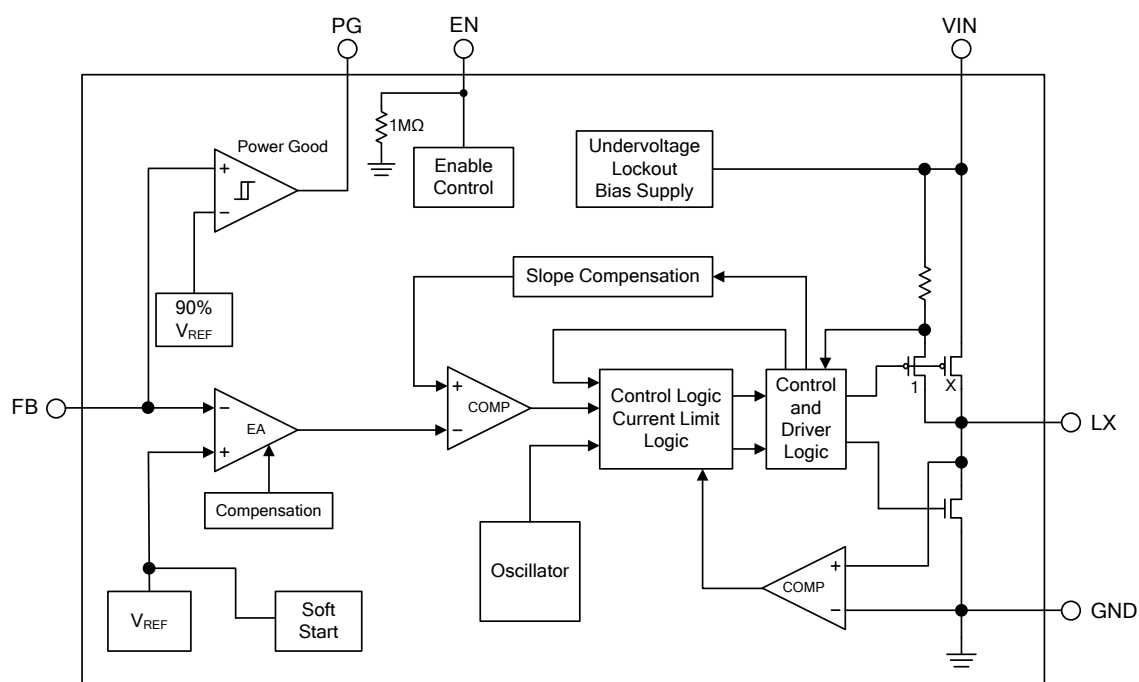 PG
EN
VIN
1MΩ
Power Good
+
−
Enable
Control
Undervoltage
Lockout
Bias Supply
90%
VREF
Slope Compensation
FB
−
EA
+
+
COMP
−
Control Logic
Current Limit
Logic
Control
and
Driver
Logic
1
X
LX
Compensation
Oscillator
+
COMP
−
VREF
Soft
Start
GND